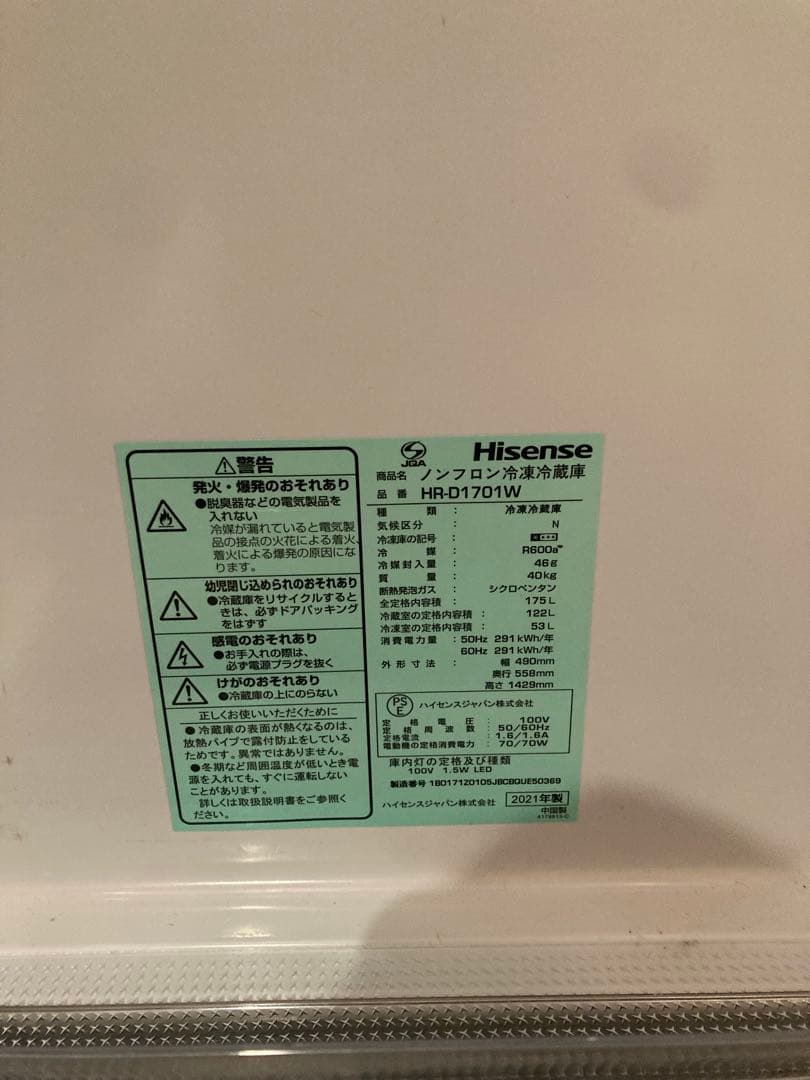 ⚠警告
発火・爆発のおそれあり
●脱臭器などの電気製品を
入れない
冷媒が漏れていると電気製
品の接点の火花による着火、
着火による爆発の原因にな
ります。
幼児閉じ込められのおそれあり
●冷蔵庫をリサイクルすると
きは、必ずドアパッキング
をはずす
感電のおそれあり
●お手入れの際は、
必ず電源プラグを抜く
けがのおそれあり
●冷蔵庫の上にのらない
正しくお使いいただくために
●冷蔵庫の表面が熱くなるのは、
放熱パイプで露付防止をしている
ためです。異常ではありません。
●冬期など周囲温度が低いとき電
源を入れても、すぐに運転しない
ことがあります。
詳しくは取扱説明書をご参照く
ださい。
JQA
Hisense
商品名 ノンフロン冷凍冷蔵庫
品番 HR-D1701W
種類 : 冷凍冷蔵庫
気候区分 : N
冷凍庫の記号 :
冷媒 : R600a
冷媒封入量 : 46g
質量 : 40kg
断熱発泡ガス : シクロペンタン
全定格内容積 : 175L
冷蔵室の定格内容積 : 122L
冷凍室の定格内容積 : 53L
消費電力量 : 50Hz 291kWh/年
60Hz 291kWh/年
外形寸法 : 幅 490mm
奥行 558mm
高さ 1429mm
PSE ハイセンスジャパン株式会社
定格電圧 : 100V
定格周波数 : 50/60Hz
定格電流 : 1.6/1.6A
電動機の定格消費電力 : 70/70W
庫内灯の定格及び種類
100V 1.5W LED
製造番号 1B0171Z0105JBCBQUE50369
ハイセンスジャパン株式会社 2021年製
中国製